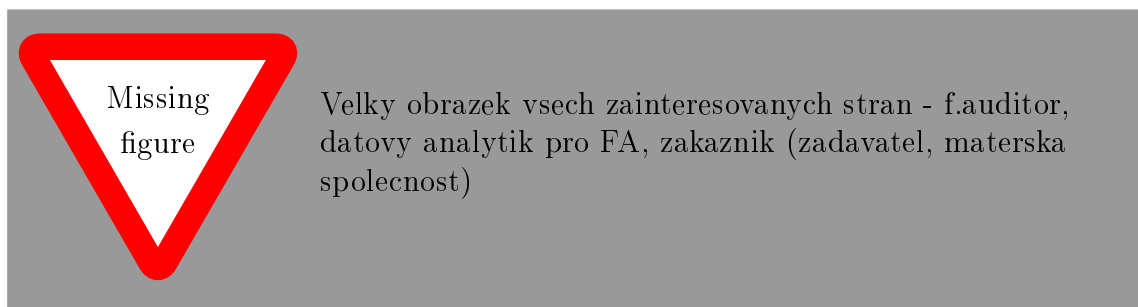 Missing
figure
Velky obrazek vsech zainteresovanych stran - f.auditor,
datovy analytik pro FA, zakaznik (zadavatel, materska
spolecnost)